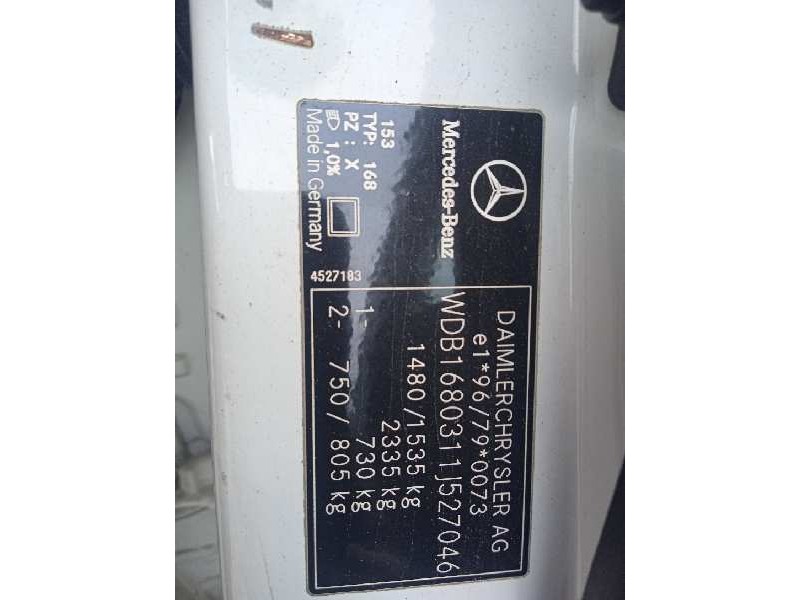 Mercedes-Benz
153
TYP: 168
PZ : X
1,0%
Made in Germany
4527183
DAIMLERCHRYSLER AG
e1*96/79*0073
WDB1680311J527046
1480/1535 kg
2335 kg
1- 730 kg
2- 750/ 805 kg